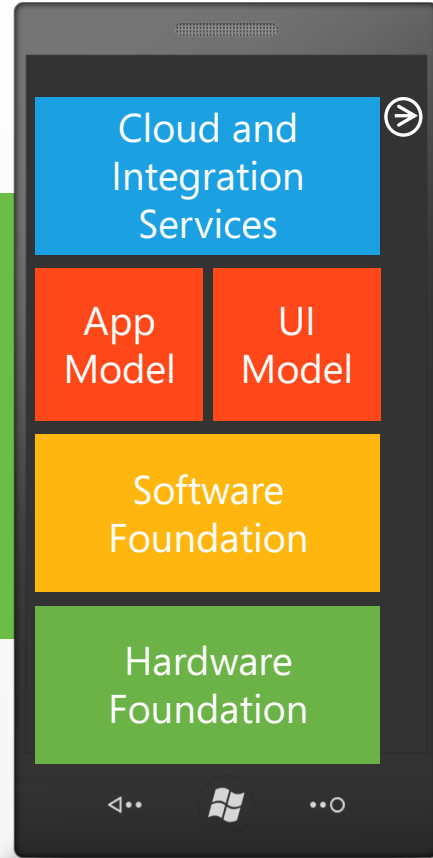 Cloud and
Integration
Services
App
Model
UI
Model
Software
Foundation
Hardware
Foundation